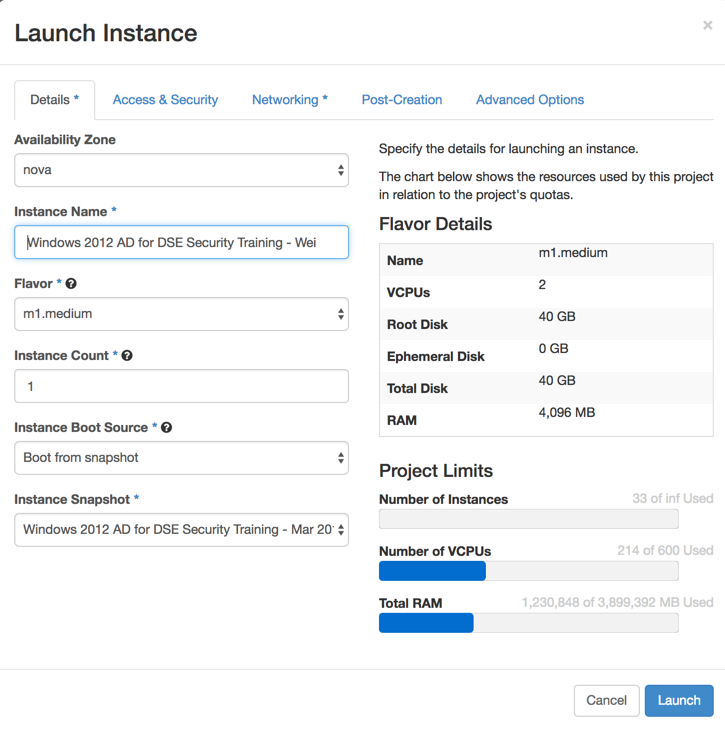 Launch Instance
×
Details *
Access & Security
Networking *
Post-Creation
Advanced Options
Availability Zone
nova
Instance Name *
Windows 2012 AD for DSE Security Training - Wei
Flavor * ?
m1.medium
Instance Count * ?
1
Instance Boot Source * ?
Boot from snapshot
Instance Snapshot *
Windows 2012 AD for DSE Security Training - Mar 20
Specify the details for launching an instance.
The chart below shows the resources used by this project
in relation to the project's quotas.
Flavor Details
Name m1.medium
VCPUs 2
Root Disk 40 GB
Ephemeral Disk 0 GB
Total Disk 40 GB
RAM 4,096 MB
Project Limits
Number of Instances 33 of inf Used
Number of VCPUs 214 of 600 Used
Total RAM 1,230,848 of 3,899,392 MB Used
Cancel
Launch